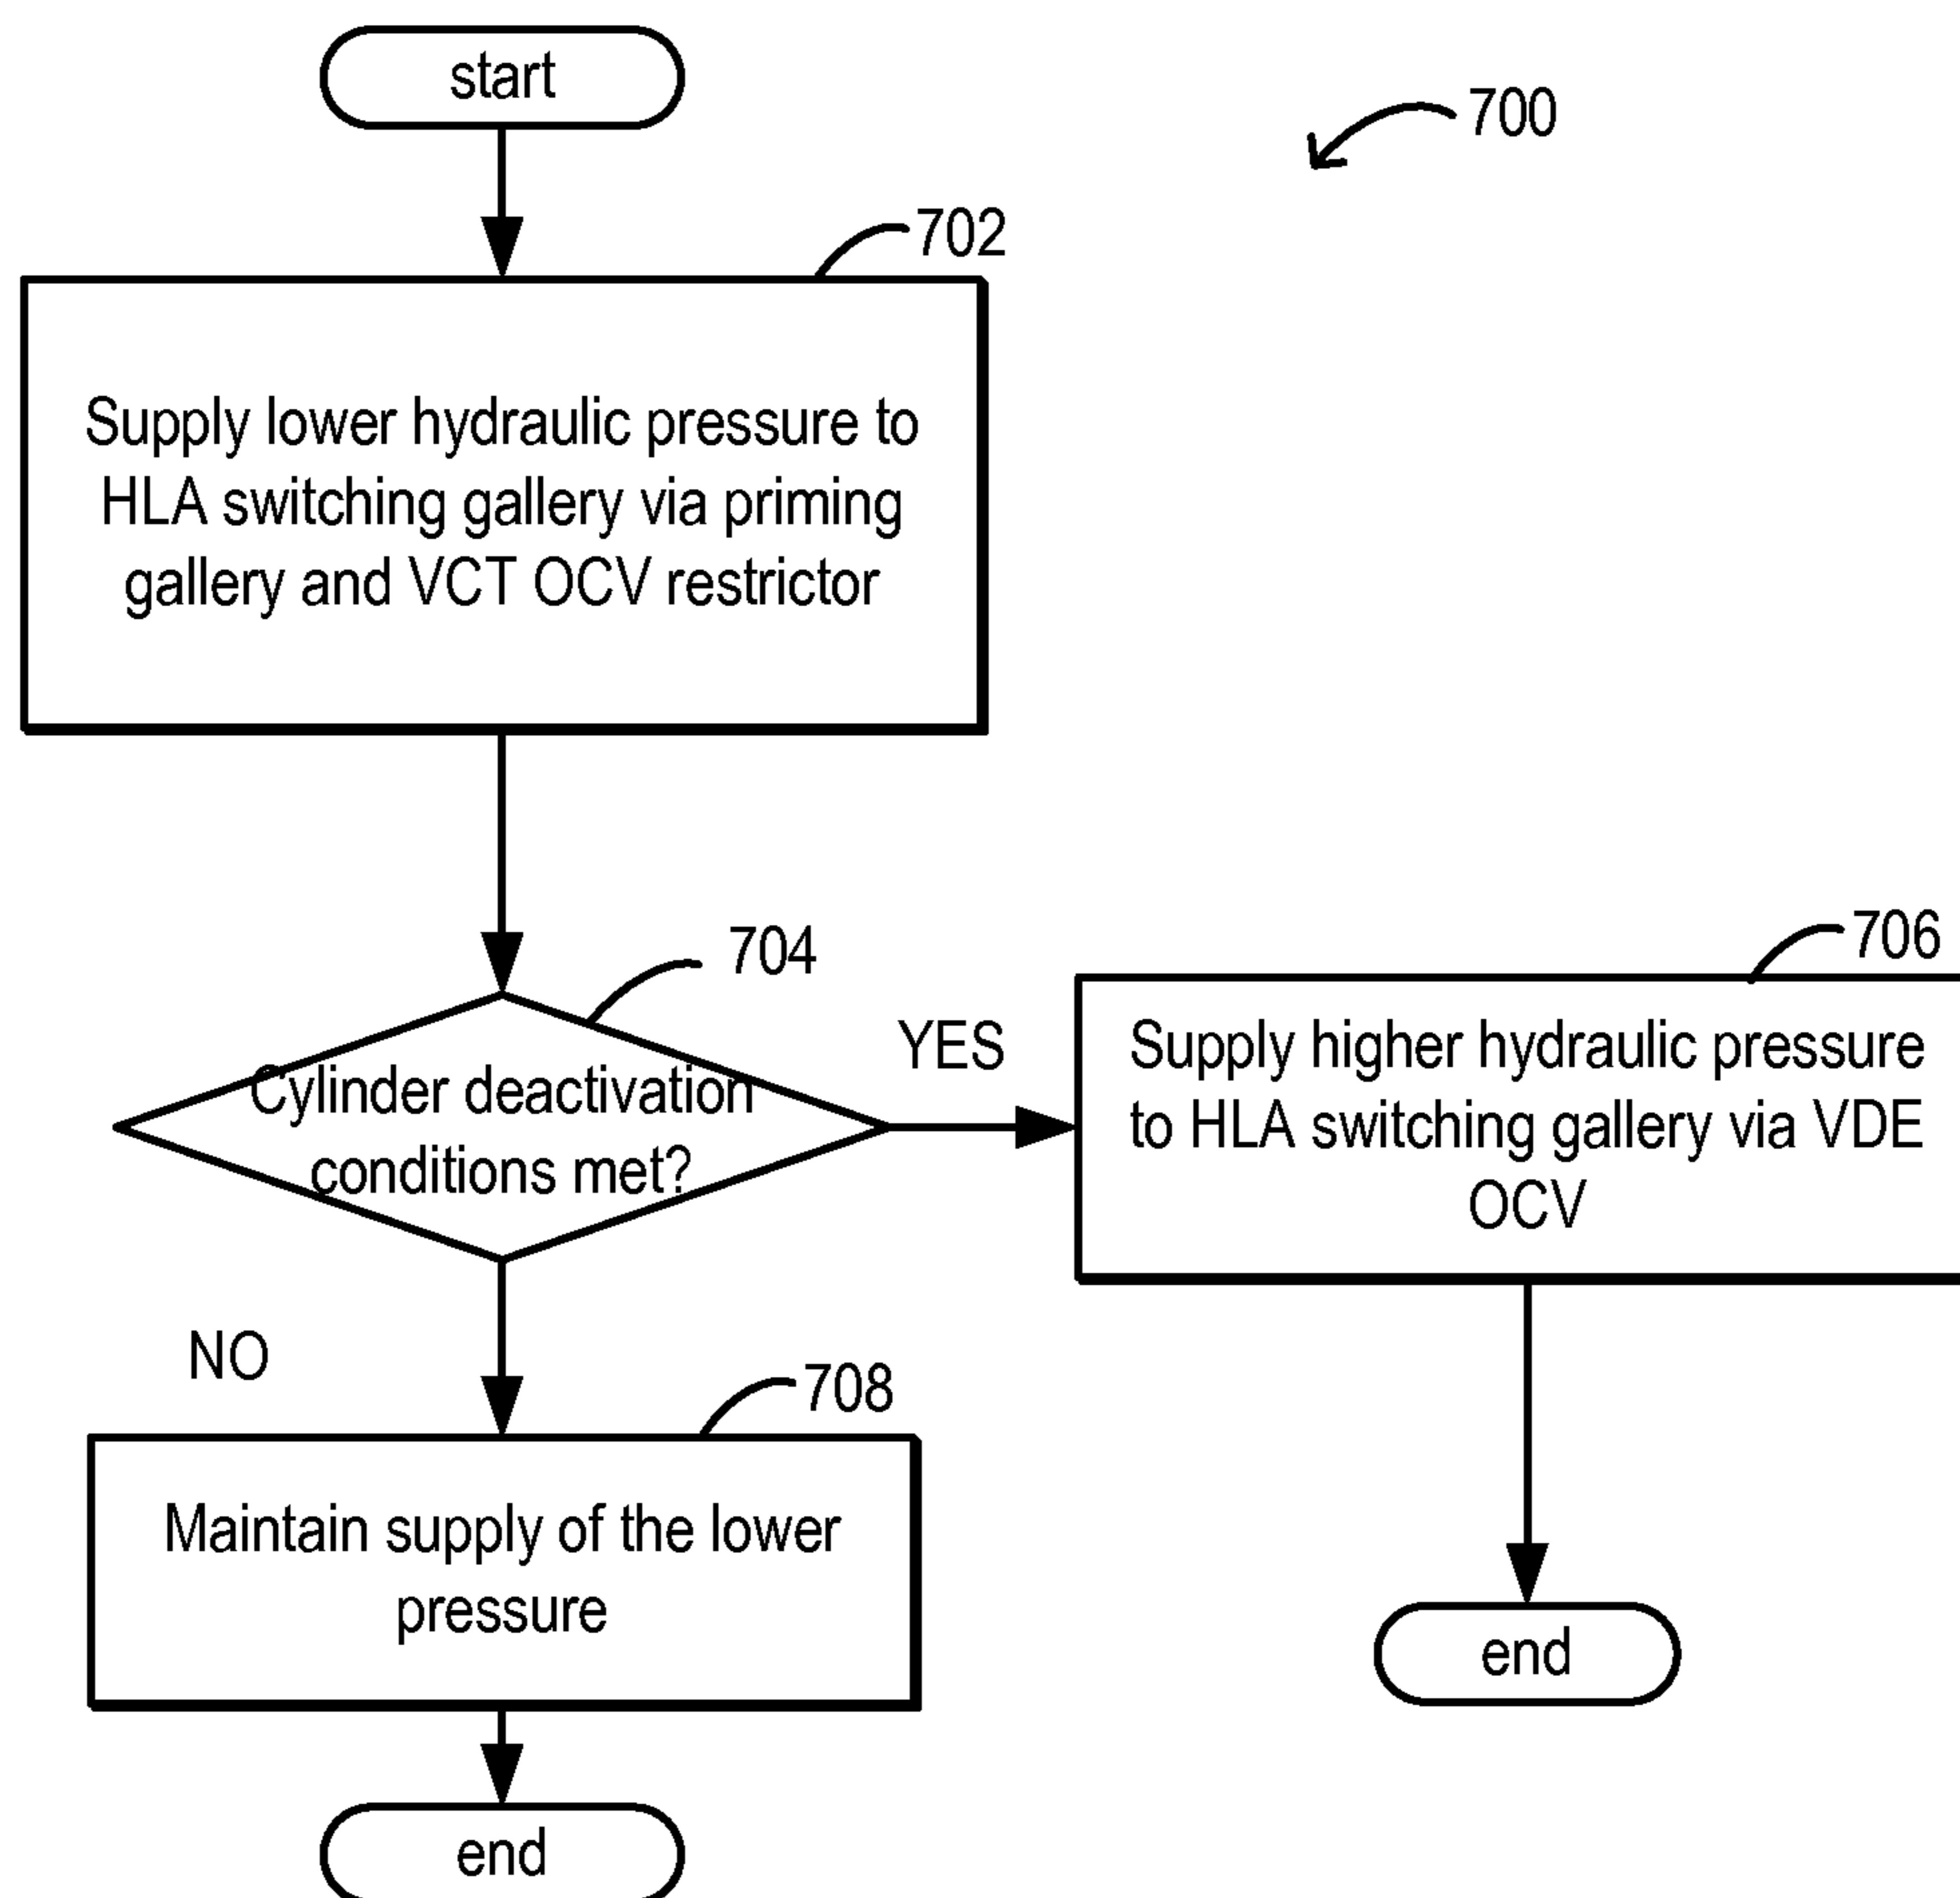 start
700
702
Supply lower hydraulic pressure to
HLA switching gallery via priming
gallery and VCT OCV restrictor
704
Cylinder deactivation
conditions met?
YES
706
Supply higher hydraulic pressure
to HLA switching gallery via VDE
OCV
NO
708
Maintain supply of the lower
pressure
end
end